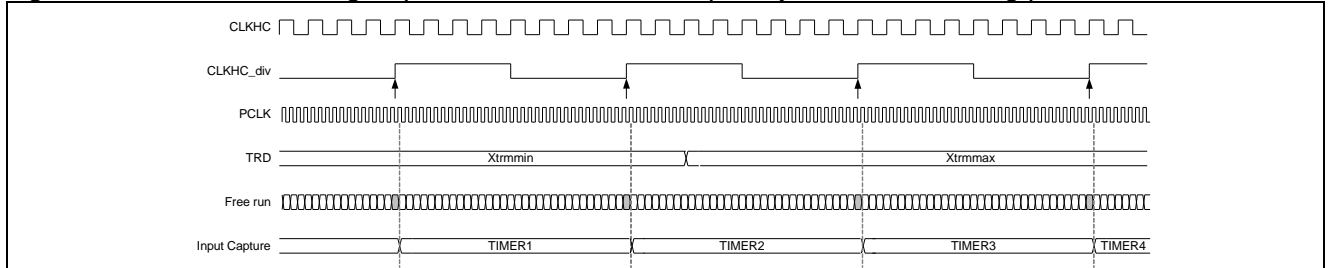 CLKHC
CLKHC_div
PCLK
TRD Xtrmmin Xtrmmax
Free run
Input Capture TIMER1 TIMER2 TIMER3 TIMER4